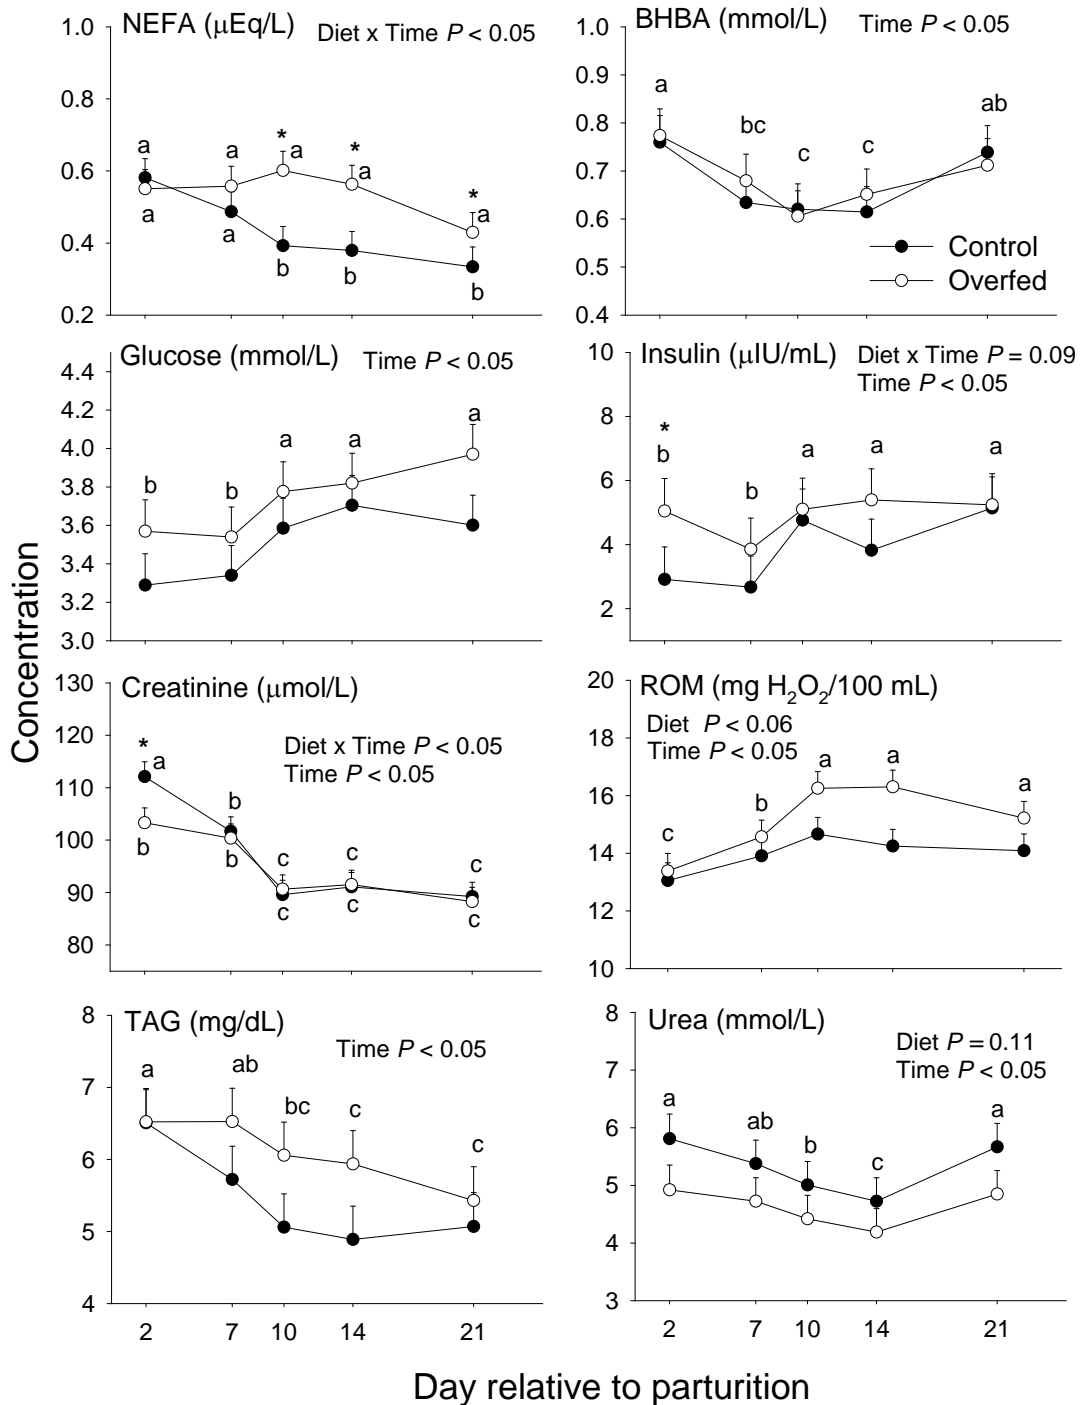 NEFA (μEq/L)
Diet x Time P < 0.05
1.0
0.8
0.6
0.4
0.2
a
a
*
a
*
a
*
a
a
a
b
b
b
BHBA (mmol/L)
Time P < 0.05
1.0
0.9
0.8
0.7
0.6
0.5
0.4
a
bc
c
c
ab
Control
Overfed
Glucose (mmol/L)
Time P < 0.05
4.4
4.2
4.0
3.8
3.6
3.4
3.2
3.0
b
b
a
a
a
Insulin (μIU/mL)
Diet x Time P = 0.09
Time P < 0.05
10
8
6
4
2
*
b
b
a
a
a
Concentration
Creatinine (μmol/L)
Diet x Time P < 0.05
Time P < 0.05
130
120
110
100
90
80
*
a
b
c
c
c
b
b
c
c
c
ROM (mg H₂O₂/100 mL)
Diet P < 0.06
Time P < 0.05
20
18
16
14
12
10
c
b
a
a
a
TAG (mg/dL)
Time P < 0.05
8
7
6
5
4
a
ab
bc
c
c
2 7 10 14 21
Urea (mmol/L)
Diet P = 0.11
Time P < 0.05
8
7
6
5
4
3
a
ab
b
c
a
2 7 10 14 21
Day relative to parturition